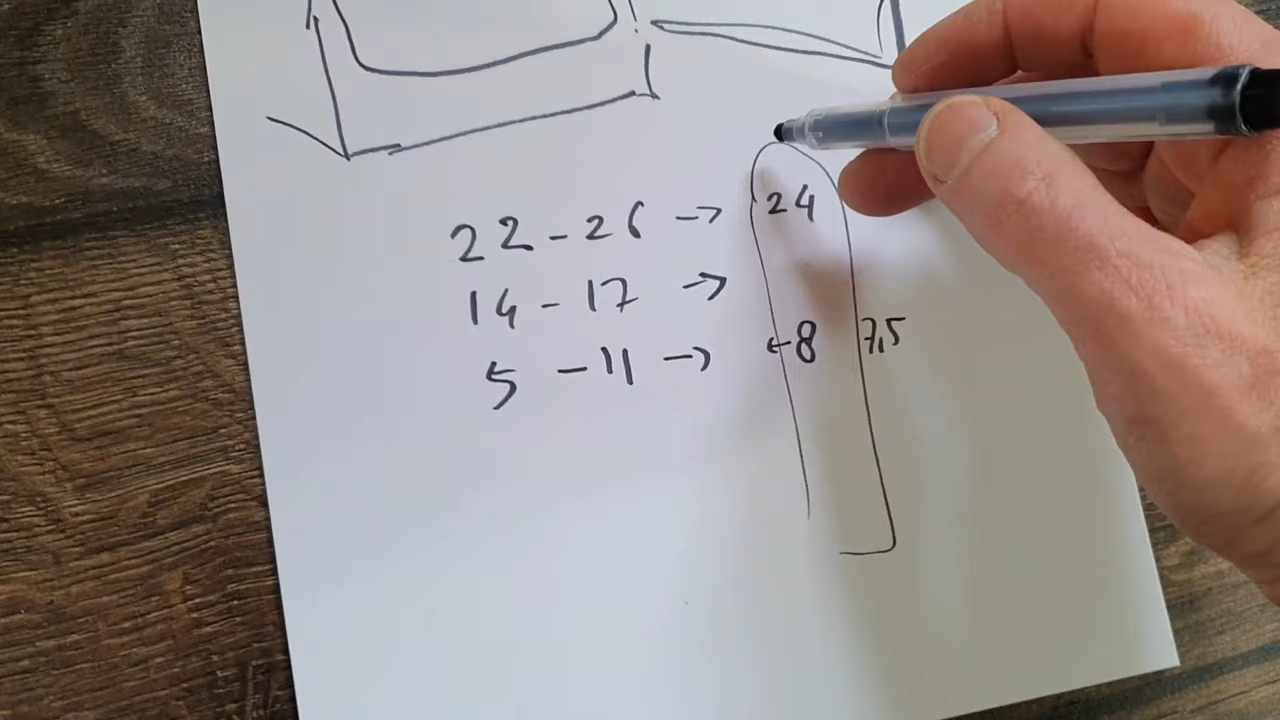 22-26 → 24
14-17 →
5-11 → ←8 7,5